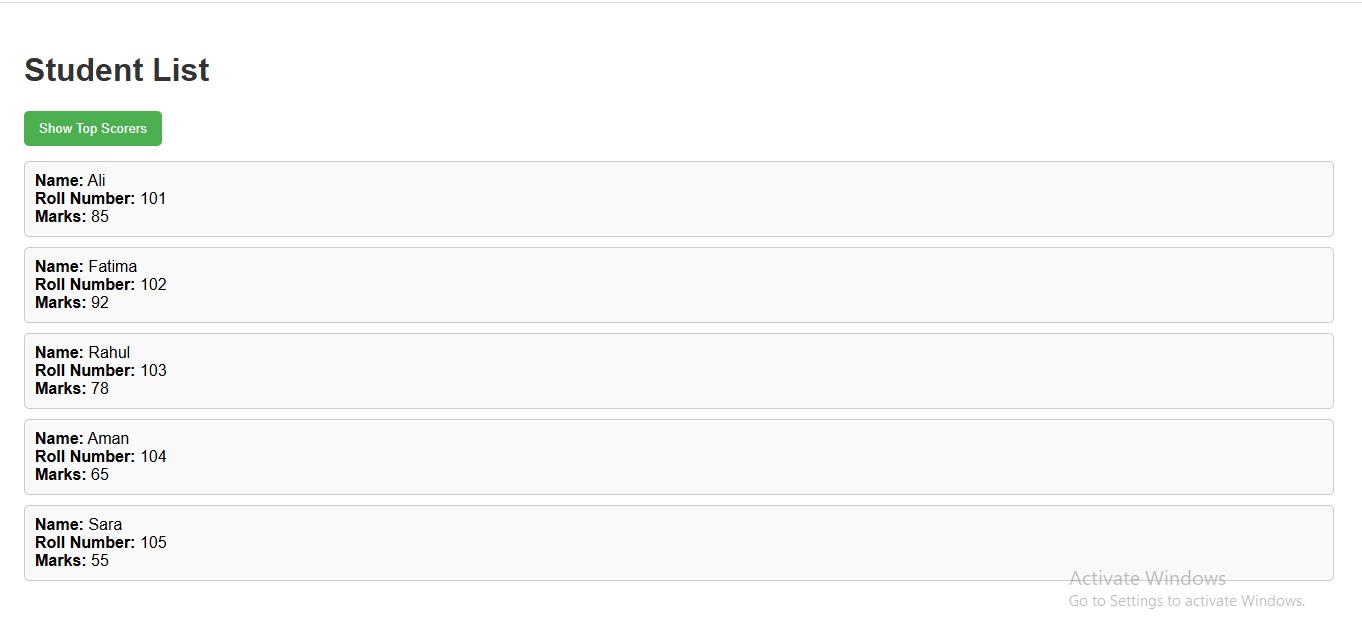 Student List
Show Top Scorers
Name: Ali
Roll Number: 101
Marks: 85
Name: Fatima
Roll Number: 102
Marks: 92
Name: Rahul
Roll Number: 103
Marks: 78
Name: Aman
Roll Number: 104
Marks: 65
Name: Sara
Roll Number: 105
Marks: 55
Activate Windows
Go to Settings to activate Windows.